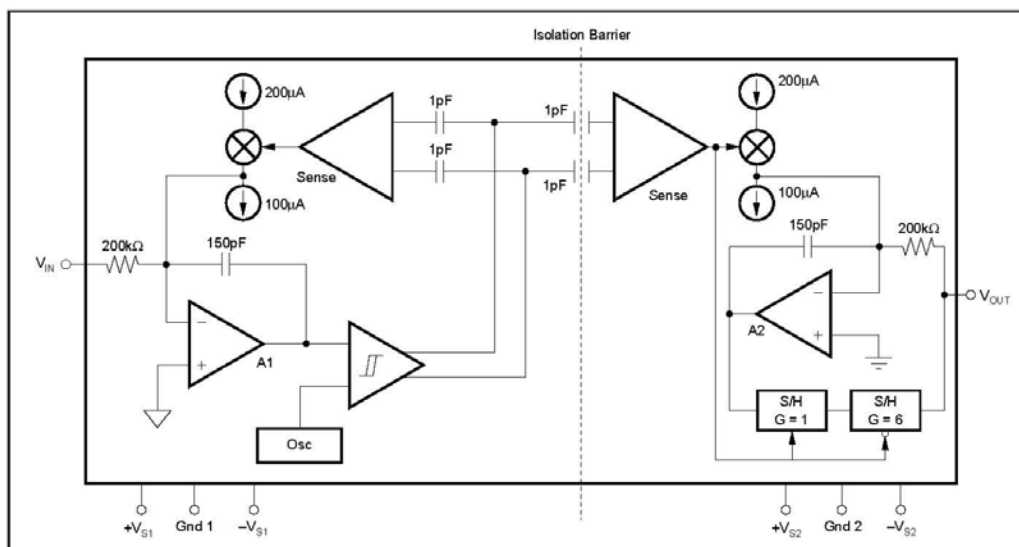 Isolation Barrier
200µA
200µA
1pF
1pF
1pF
1pF
Sense
Sense
100µA
100µA
200kΩ
150pF
150pF
200kΩ
V_IN
V_OUT
−
+
A1
−
+
A2
S/H
G = 1
S/H
G = 6
Osc
+V_S1
Gnd 1
−V_S1
+V_S2
Gnd 2
−V_S2